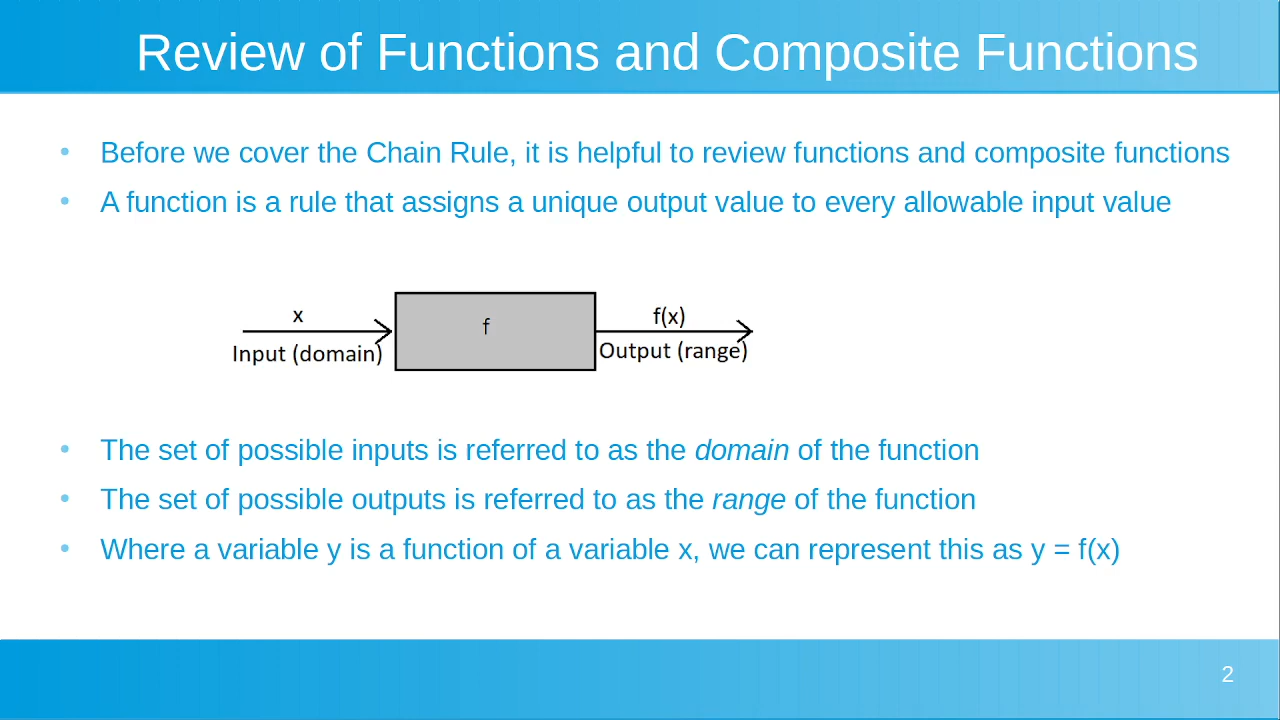 Review of Functions and Composite Functions
• Before we cover the Chain Rule, it is helpful to review functions and composite functions
• A function is a rule that assigns a unique output value to every allowable input value
x
f
f(x)
Input (domain)
Output (range)
• The set of possible inputs is referred to as the domain of the function
• The set of possible outputs is referred to as the range of the function
• Where a variable y is a function of a variable x, we can represent this as y = f(x)
2